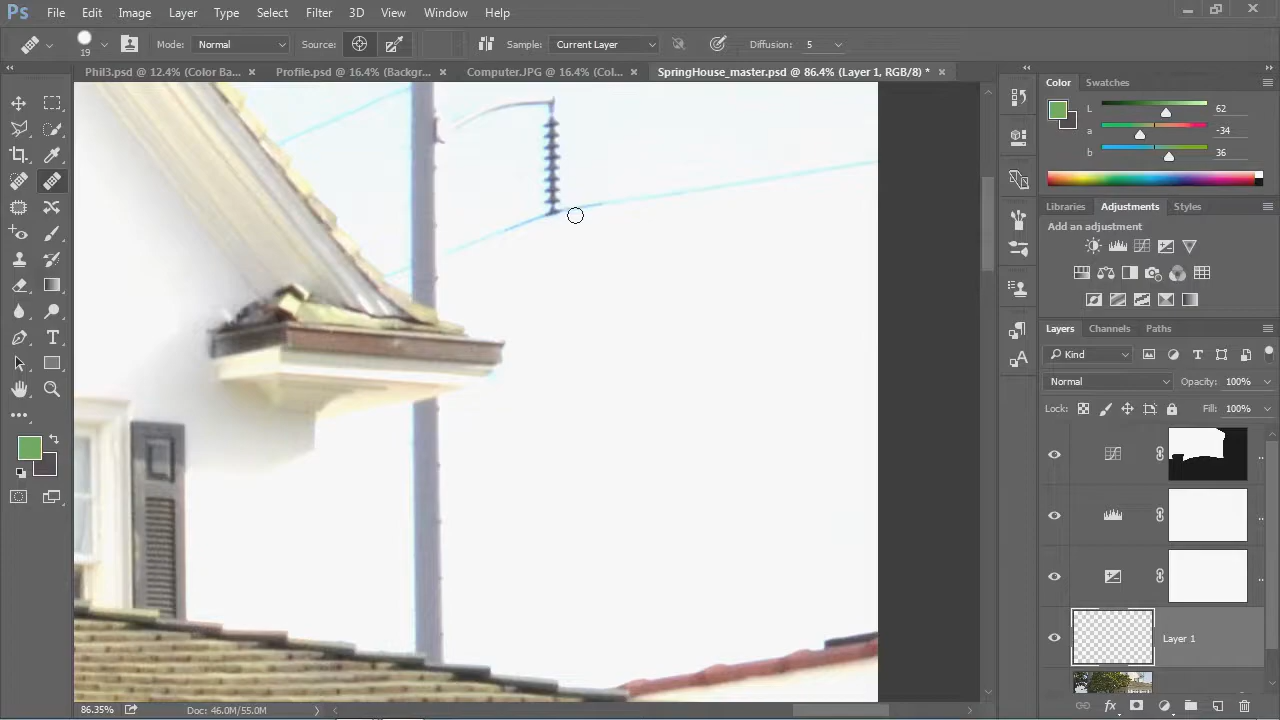 Ps File Edit Image Layer Type Select Filter 3D View Window Help
19 Mode: Normal Source: Sample: Current Layer Diffusion: 5
Phil3.psd @ 12.4% (Color Ba... × Profile.psd @ 16.4% (Backgr... × Computer.JPG @ 16.4% (Col... × SpringHouse_master.psd @ 86.4% (Layer 1, RGB/8) * ×
Color Swatches
L 62
a -34
b 36
Libraries Adjustments Styles
Add an adjustment
Layers Channels Paths
Kind
Normal Opacity: 100%
Lock: Fill: 100%
Layer 1
86.35% Doc: 46.0M/55.0M